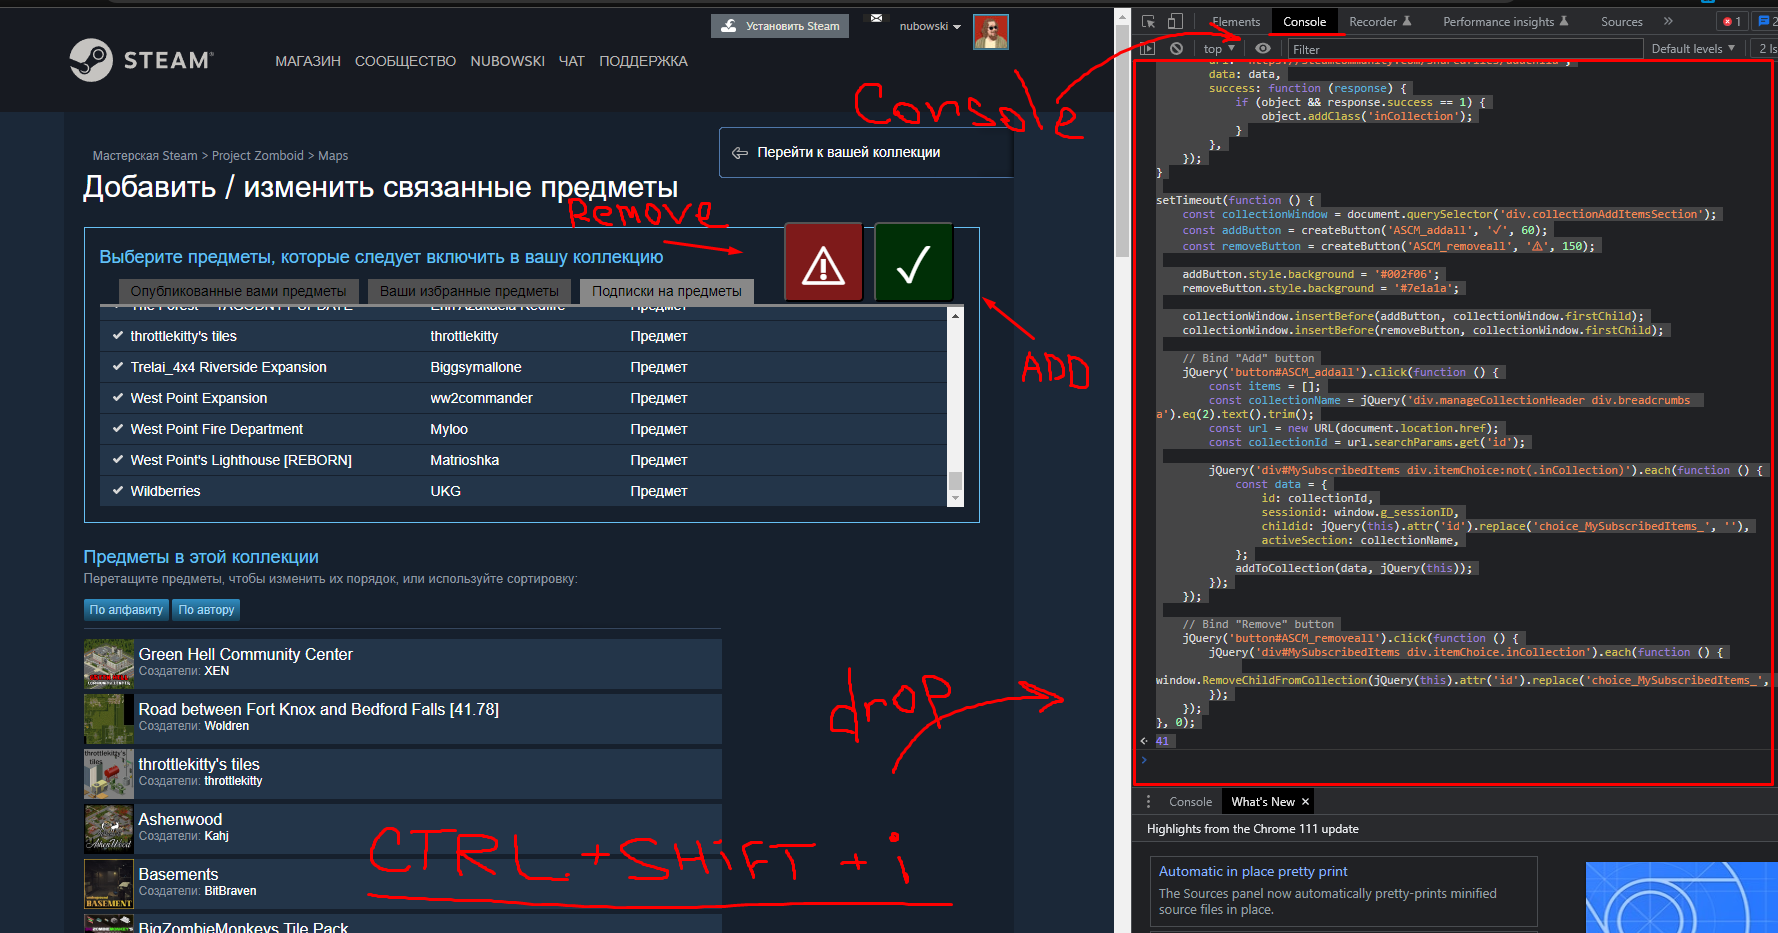 Установить Steam
nubowski
STEAM
МАГАЗИН СООБЩЕСТВО NUBOWSKI ЧАТ ПОДДЕРЖКА
Console
Мастерская Steam > Project Zomboid > Maps
Перейти к вашей коллекции
Добавить / изменить связанные предметы
Remove
Выберите предметы, которые следует включить в вашу коллекцию
Опубликованные вами предметы Ваши избранные предметы Подписки на предметы
ADD
throttlekitty's tiles throttlekitty Предмет
Trelai_4x4 Riverside Expansion Biggsymallone Предмет
West Point Expansion ww2commander Предмет
West Point Fire Department Myloo Предмет
West Point's Lighthouse [REBORN] Matrioshka Предмет
Wildberries UKG Предмет
Предметы в этой коллекции
Перетащите предметы, чтобы изменить их порядок, или используйте сортировку:
По алфавиту По автору
Green Hell Community Center
Создатели: XEN
Road between Fort Knox and Bedford Falls [41.78]
Создатели: Woldren
throttlekitty's tiles
Создатели: throttlekitty
Ashenwood
Создатели: Kahj
Basements
Создатели: BitBraven
BASEMENT
BigZombieMonkeys Tile Pack
drop
CTRL + SHiFT + i
Elements Console Recorder Performance insights Sources » 1 2
top ▼ Filter Default levels ▼ 2 Is
data: data,
success: function (response) {
if (object && response.success == 1) {
object.addClass('inCollection');
}
},
});
}
setTimeout(function () {
const collectionWindow = document.querySelector('div.collectionAddItemsSection');
const addButton = createButton('ASCM_addall', '✓', 60);
const removeButton = createButton('ASCM_removeall', '⚠', 150);
addButton.style.background = '#002f06';
removeButton.style.background = '#7e1a1a';
collectionWindow.insertBefore(addButton, collectionWindow.firstChild);
collectionWindow.insertBefore(removeButton, collectionWindow.firstChild);
// Bind "Add" button
jQuery('button#ASCM_addall').click(function () {
const items = [];
const collectionName = jQuery('div.manageCollectionHeader div.breadcrumbs
a').eq(2).text().trim();
const url = new URL(document.location.href);
const collectionId = url.searchParams.get('id');
jQuery('div#MySubscribedItems div.itemChoice:not(.inCollection)').each(function () {
const data = {
id: collectionId,
sessionid: window.g_sessionID,
childid: jQuery(this).attr('id').replace('choice_MySubscribedItems_', ''),
activeSection: collectionName,
};
addToCollection(data, jQuery(this));
});
});
// Bind "Remove" button
jQuery('button#ASCM_removeall').click(function () {
jQuery('div#MySubscribedItems div.itemChoice.inCollection').each(function () {
window.RemoveChildFromCollection(jQuery(this).attr('id').replace('choice_MySubscribedItems_',
});
});
}, 0);
41
Console What's New ×
Highlights from the Chrome 111 update
Automatic in place pretty print
The Sources panel now automatically pretty-prints minified
source files in place.